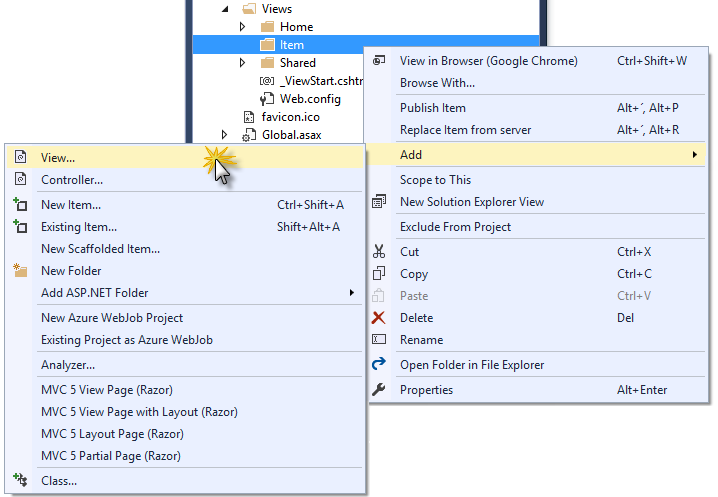 Views
Home
Item
Shared
_ViewStart.cshtm
Web.config
favicon.ico
Global.asax
View in Browser (Google Chrome) Ctrl+Shift+W
Browse With...
Publish Item Alt+´, Alt+P
Replace Item from server Alt+´, Alt+R
Add
Scope to This
New Solution Explorer View
Exclude From Project
Cut Ctrl+X
Copy Ctrl+C
Paste Ctrl+V
Delete Del
Rename
Open Folder in File Explorer
Properties Alt+Enter
View...
Controller...
New Item... Ctrl+Shift+A
Existing Item... Shift+Alt+A
New Scaffolded Item...
New Folder
Add ASP.NET Folder
New Azure WebJob Project
Existing Project as Azure WebJob
Analyzer...
MVC 5 View Page (Razor)
MVC 5 View Page with Layout (Razor)
MVC 5 Layout Page (Razor)
MVC 5 Partial Page (Razor)
Class...